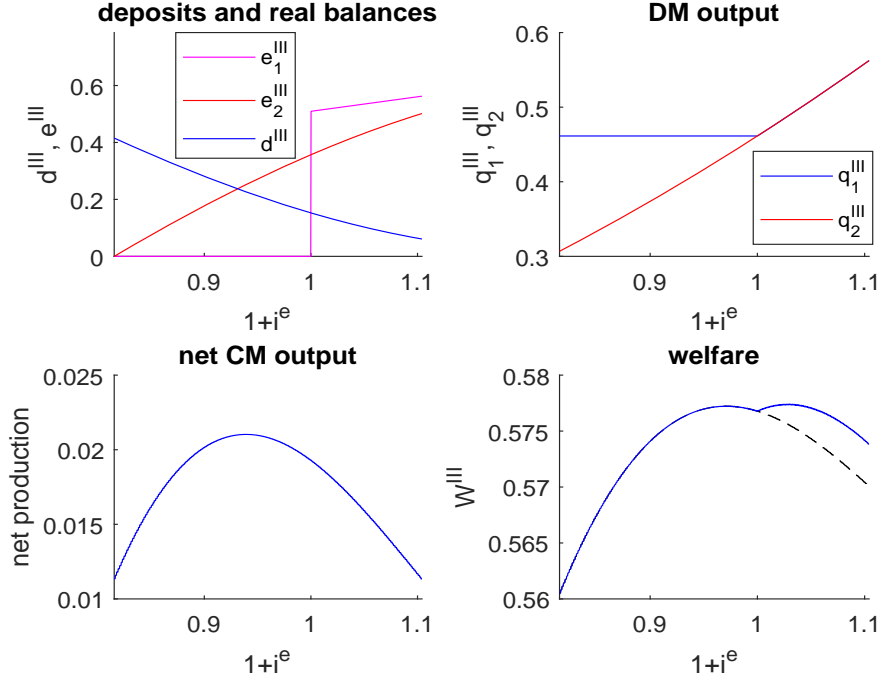 deposits and real balances
d^III, e^III
0.6
0.4
0.2
0
e_1^III
e_2^III
d^III
0.9
1
1.1
1+i^e
DM output
q_1^III, q_2^III
0.6
0.5
0.4
0.3
q_1^III
q_2^III
0.9
1
1.1
1+i^e
net CM output
net production
0.025
0.02
0.015
0.01
0.9
1
1.1
1+i^e
welfare
W^III
0.58
0.575
0.57
0.565
0.56
0.9
1
1.1
1+i^e